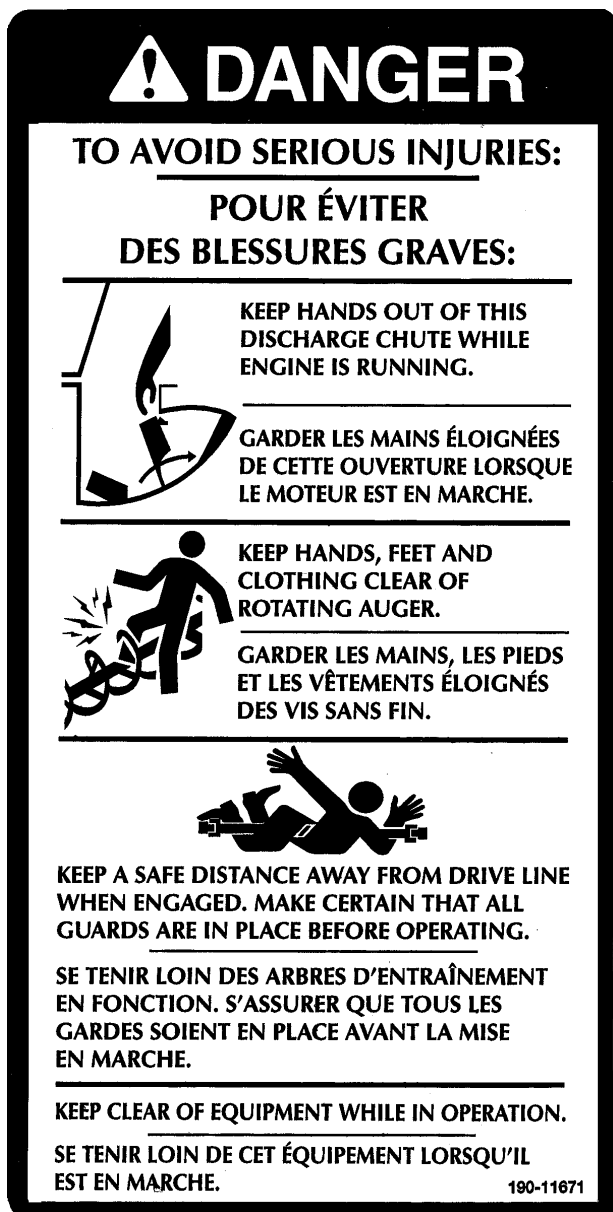 DANGER
TO AVOID SERIOUS INJURIES:
POUR ÉVITER
DES BLESSURES GRAVES:
KEEP HANDS OUT OF THIS
DISCHARGE CHUTE WHILE
ENGINE IS RUNNING.
GARDER LES MAINS ÉLOIGNÉES
DE CETTE OUVERTURE LORSQUE
LE MOTEUR EST EN MARCHE.
KEEP HANDS, FEET AND
CLOTHING CLEAR OF
ROTATING AUGER.
GARDER LES MAINS, LES PIEDS
ET LES VÊTEMENTS ÉLOIGNÉS
DES VIS SANS FIN.
KEEP A SAFE DISTANCE AWAY FROM DRIVE LINE
WHEN ENGAGED. MAKE CERTAIN THAT ALL
GUARDS ARE IN PLACE BEFORE OPERATING.
SE TENIR LOIN DES ARBRES D'ENTRAÎNEMENT
EN FONCTION. S'ASSURER QUE TOUS LES
GARDES SOIENT EN PLACE AVANT LA MISE
EN MARCHE.
KEEP CLEAR OF EQUIPMENT WHILE IN OPERATION.
SE TENIR LOIN DE CET ÉQUIPEMENT LORSQU'IL
EST EN MARCHE.
190-11671